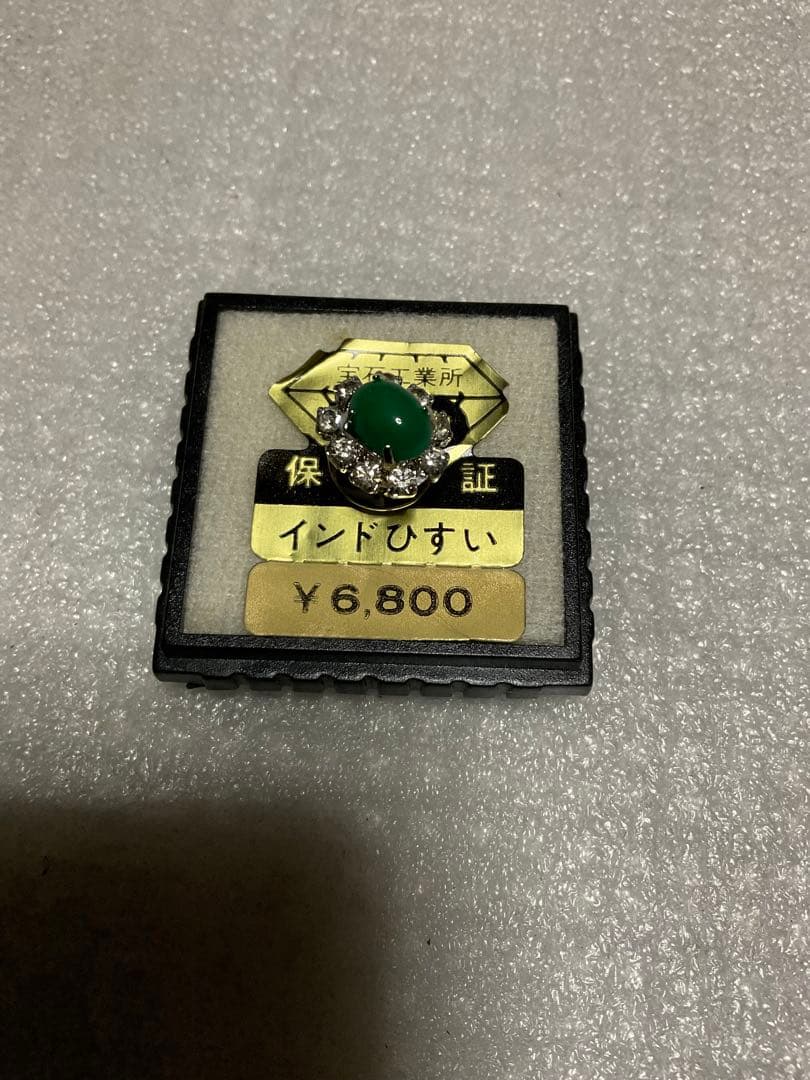 宝石工業所
保 証
インドひすい
¥6,800